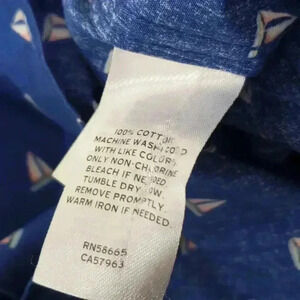 100% COTTON
MACHINE WASH COLD
WITH LIKE COLORS
ONLY NON-CHLORINE
BLEACH IF NEEDED
TUMBLE DRY LOW
REMOVE PROMPTLY.
WARM IRON IF NEEDED.
RN58665
CA57963